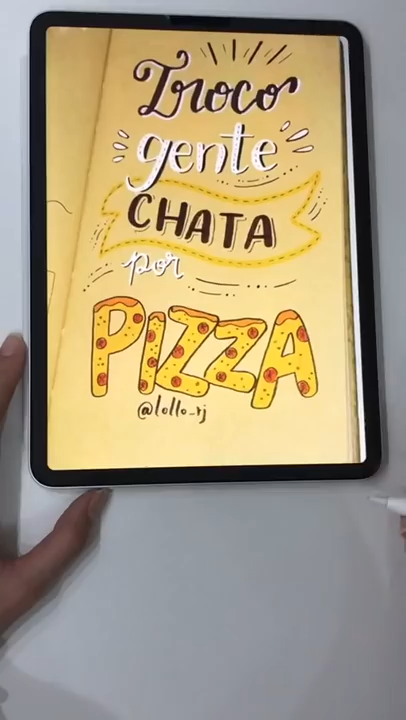 Troco
gente
CHATA
por
PIZZA
@lollo_rj